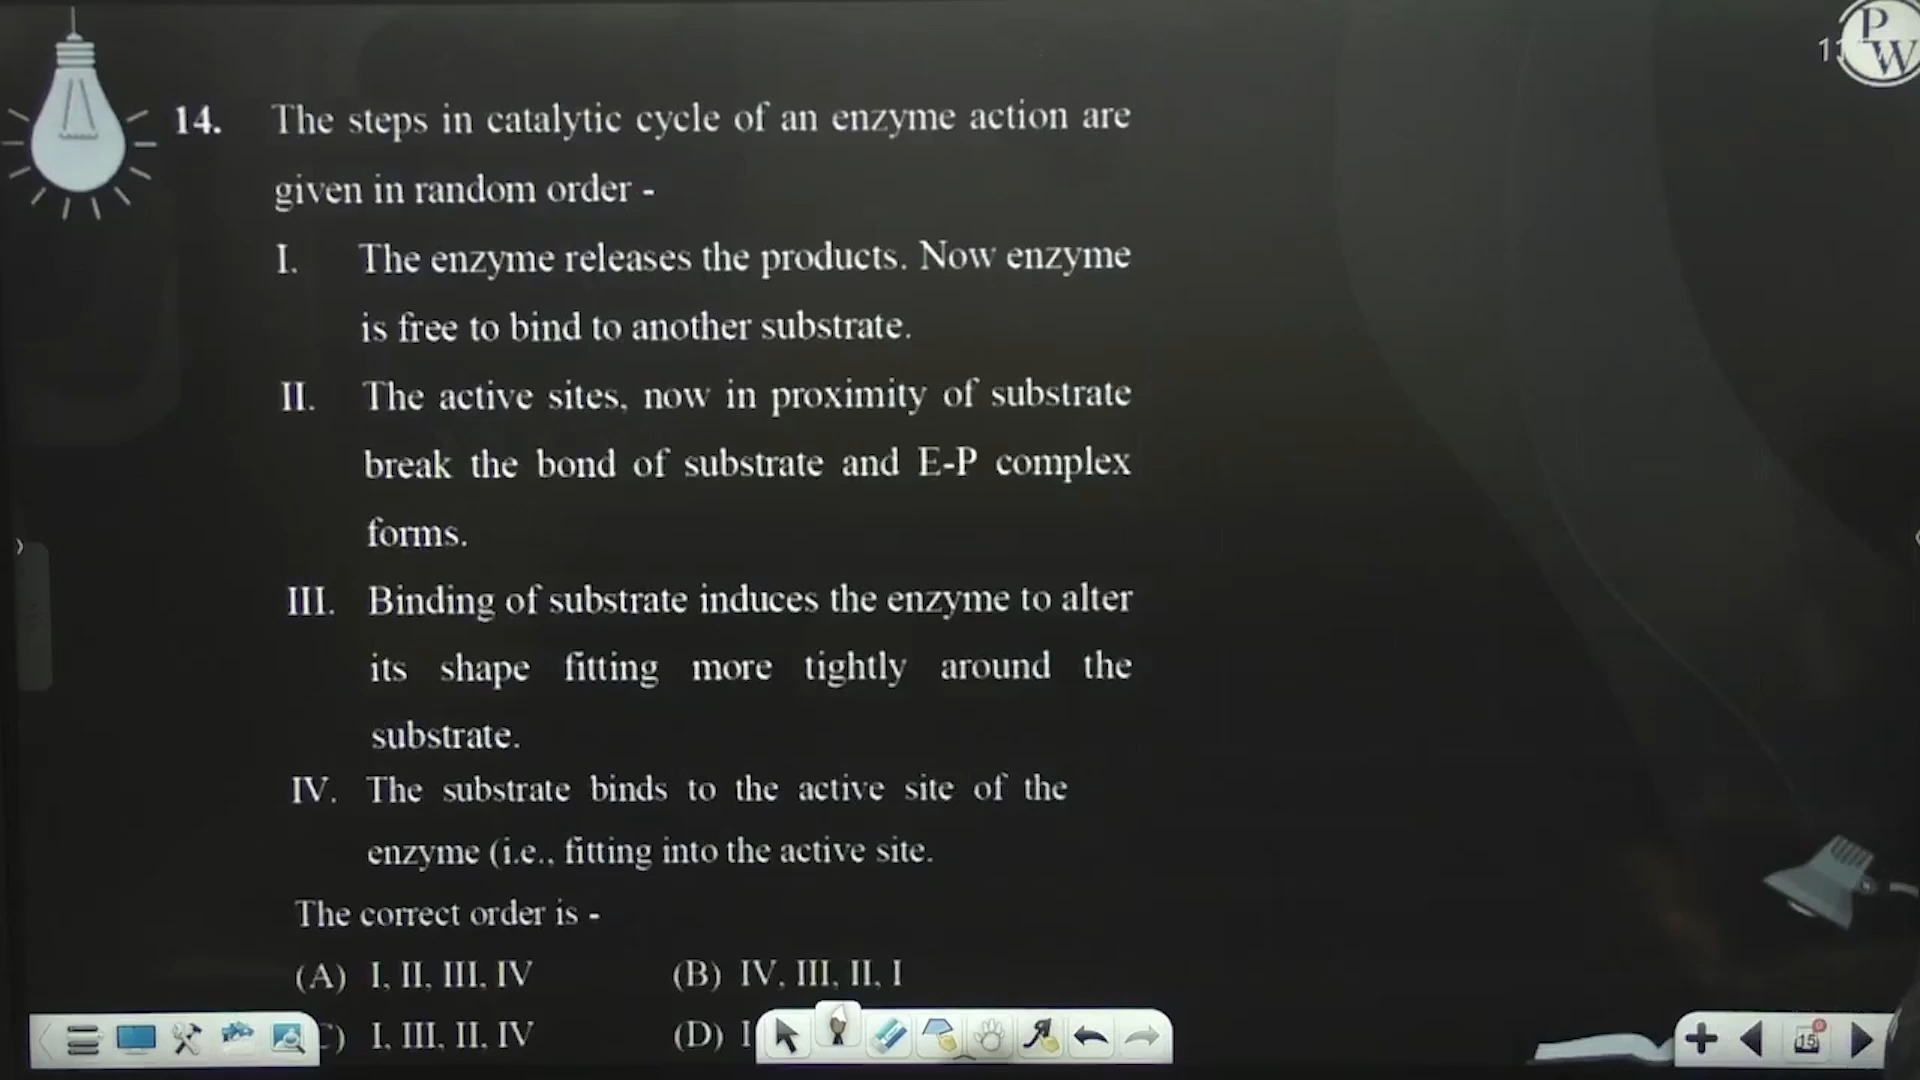 P
W
14. The steps in catalytic cycle of an enzyme action are
given in random order -
I. The enzyme releases the products. Now enzyme
is free to bind to another substrate.
II. The active sites, now in proximity of substrate
break the bond of substrate and E-P complex
forms.
III. Binding of substrate induces the enzyme to alter
its shape fitting more tightly around the
substrate.
IV. The substrate binds to the active site of the
enzyme (i.e., fitting into the active site.
The correct order is -
(A) I, II, III, IV (B) IV, III, II, I
) I, III, II, IV (D) I
15